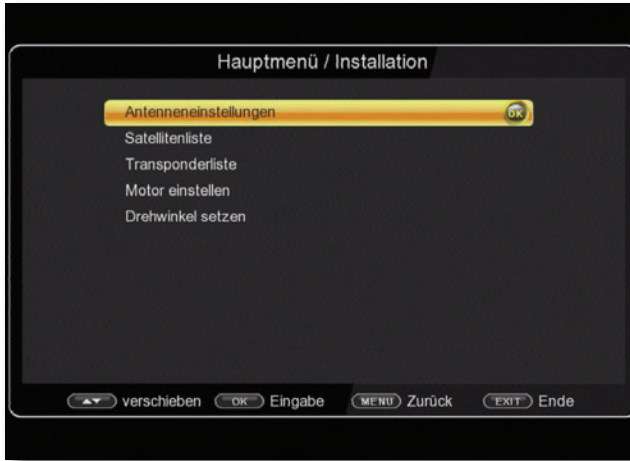 Hauptmenü / Installation
Antenneneinstellungen OK
Satellitenliste
Transponderliste
Motor einstellen
Drehwinkel setzen
verschieben OK Eingabe MENU Zurück EXIT Ende